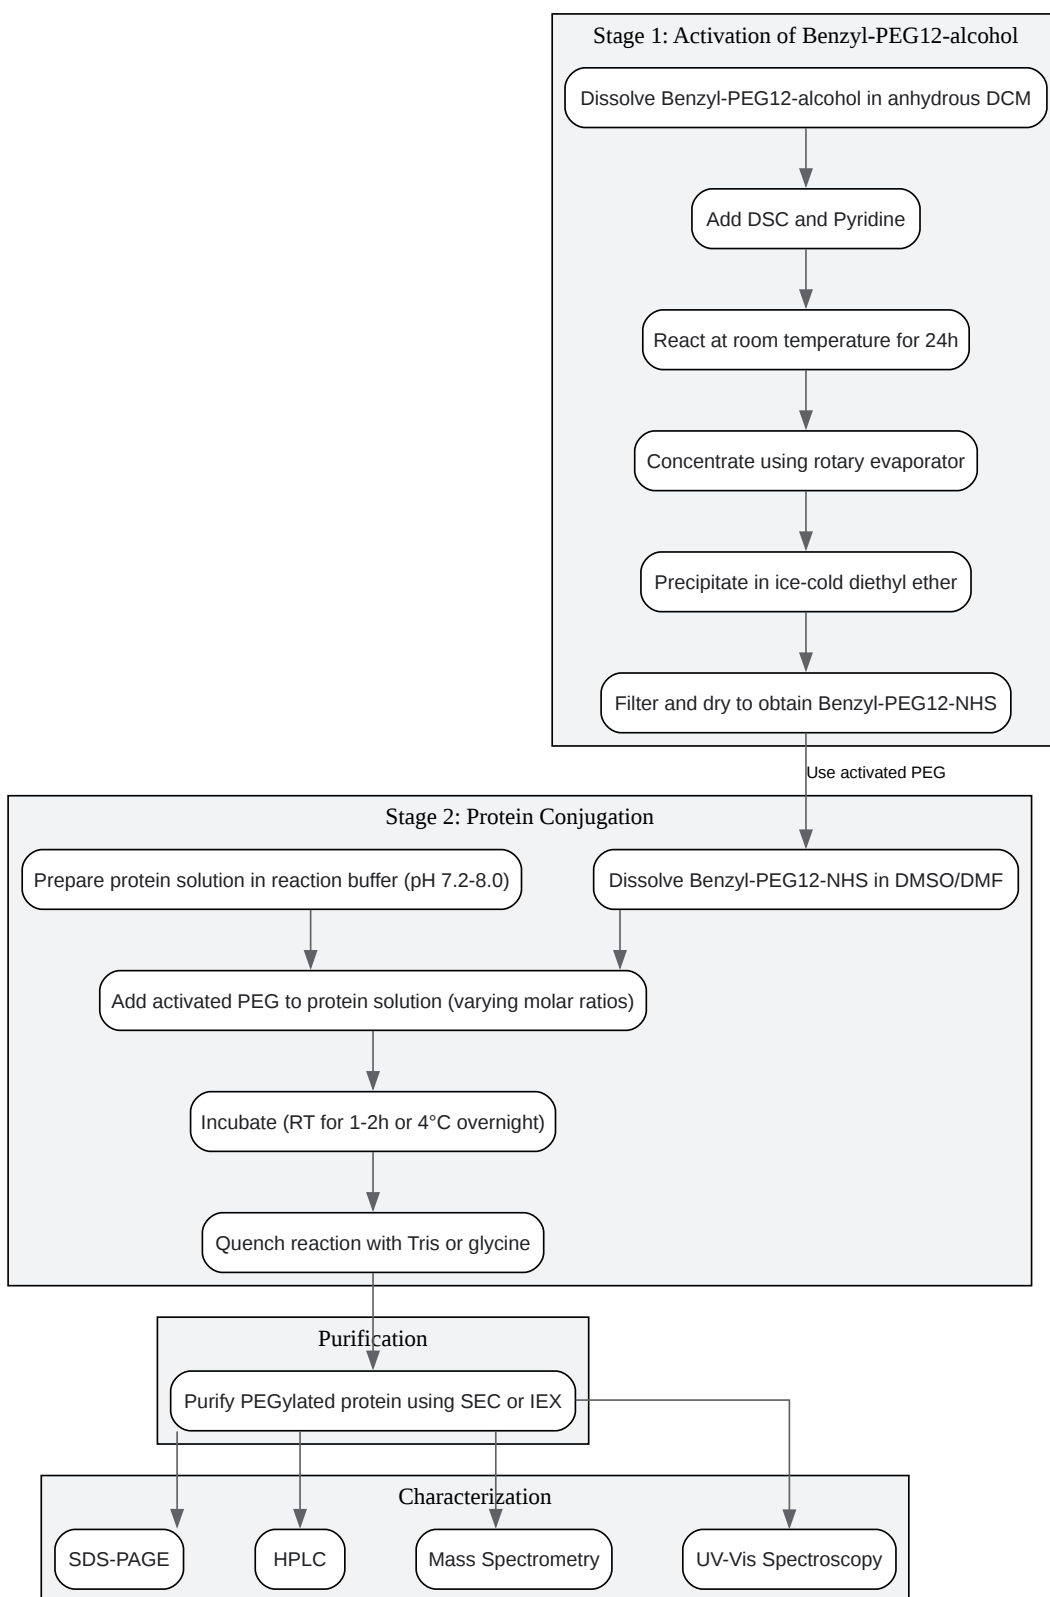 Stage 1: Activation of Benzyl-PEG12-alcohol
Dissolve Benzyl-PEG12-alcohol in anhydrous DCM
Add DSC and Pyridine
React at room temperature for 24h
Concentrate using rotary evaporator
Precipitate in ice-cold diethyl ether
Filter and dry to obtain Benzyl-PEG12-NHS
Use activated PEG
Stage 2: Protein Conjugation
Prepare protein solution in reaction buffer (pH 7.2-8.0)
Dissolve Benzyl-PEG12-NHS in DMSO/DMF
Add activated PEG to protein solution (varying molar ratios)
Incubate (RT for 1-2h or 4°C overnight)
Quench reaction with Tris or glycine
Purification
Purify PEGylated protein using SEC or IEX
Characterization
SDS-PAGE
HPLC
Mass Spectrometry
UV-Vis Spectroscopy